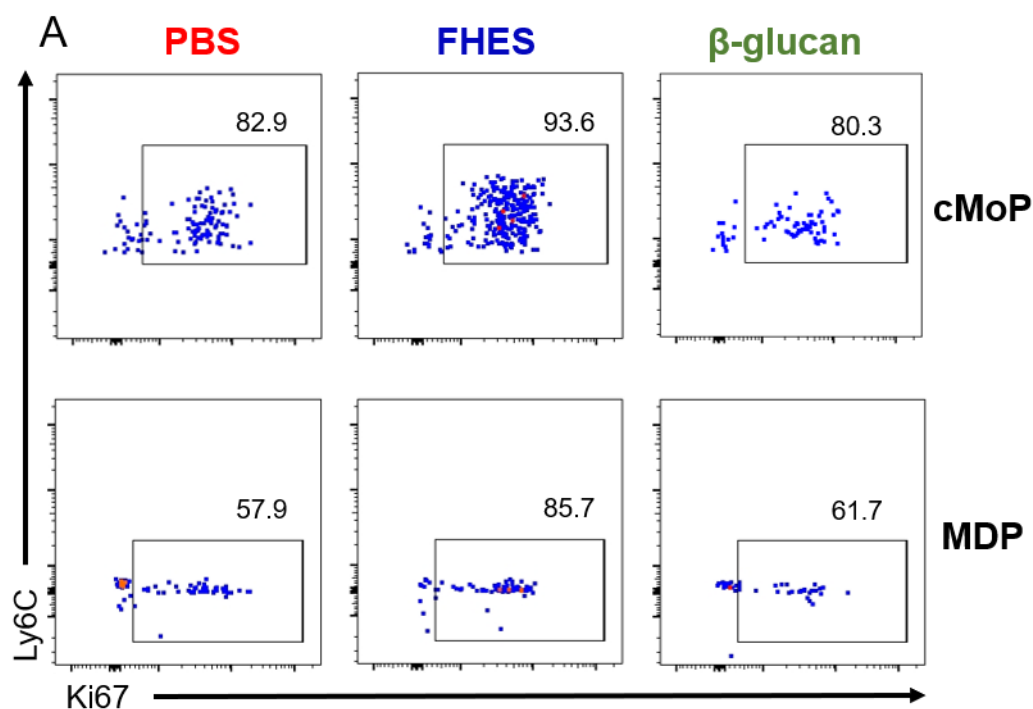 A
PBS FHES β-glucan
82.9 93.6 80.3
cMoP
57.9 85.7 61.7
MDP
Ly6C
Ki67